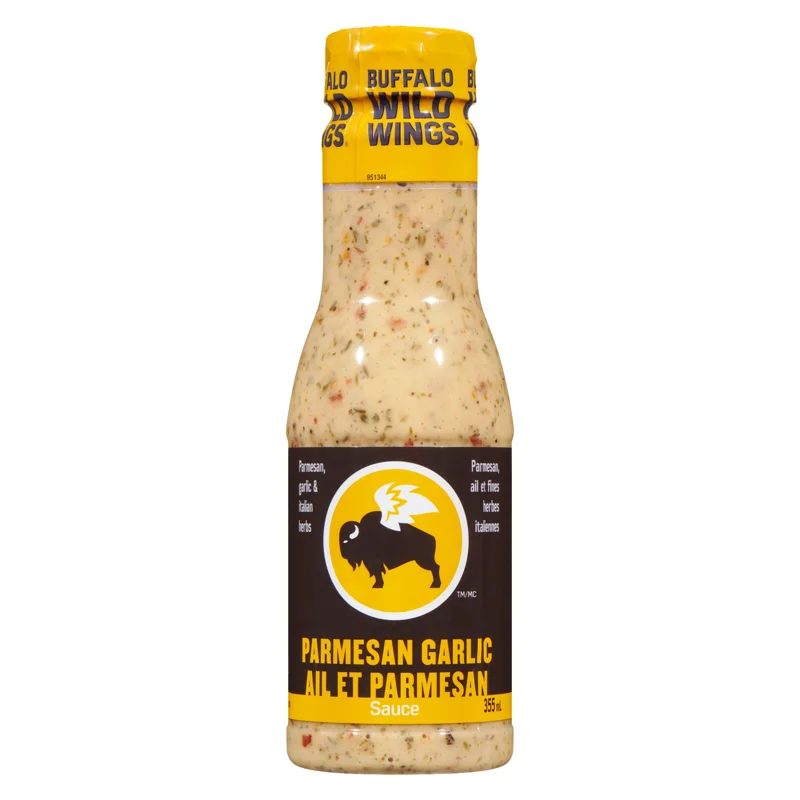 BUFFALO
WILD
WINGS®
951344
Parmesan,
garlic &
italian
herbs
Parmesan,
ail et fines
herbes
italiennes
TM/MC
PARMESAN GARLIC
AIL ET PARMESAN
Sauce
355 mL